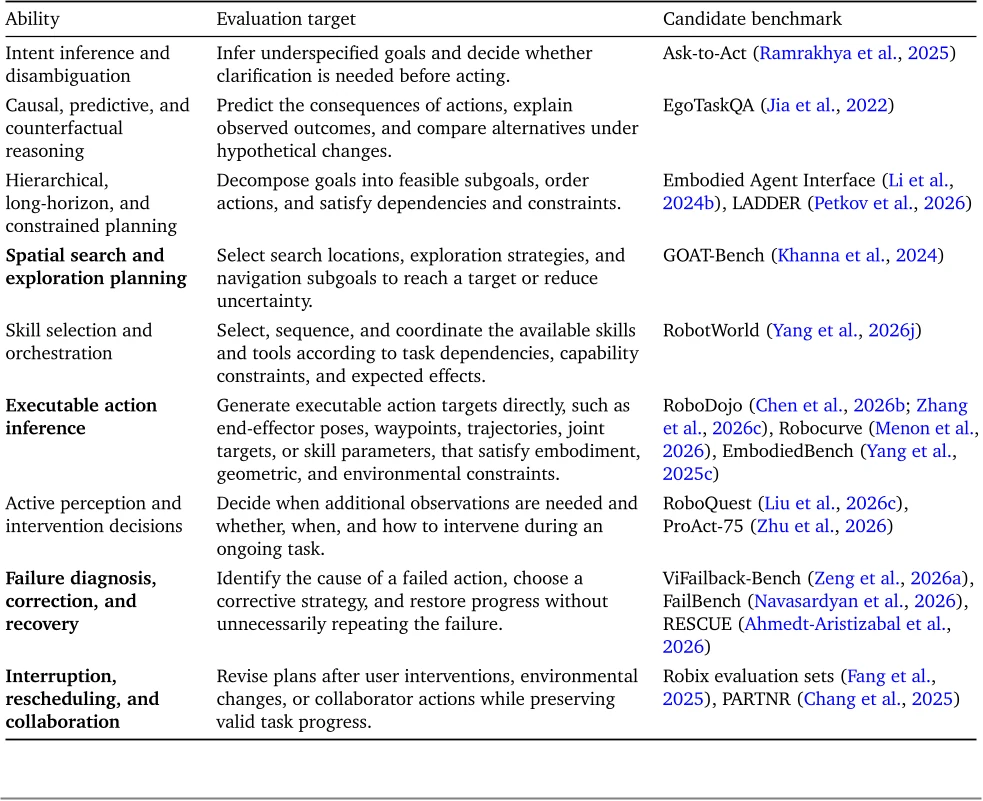 Ability Evaluation target Candidate benchmark
Intent inference and disambiguation
Infer underspecified goals and decide whether
clarification is needed before acting.
Ask-to-Act (Ramrakhya et al., 2025)
Causal, predictive, and
counterfactual
reasoning
Predict the consequences of actions, explain
observed outcomes, and compare alternatives under
hypothetical changes.
EgoTaskQA (Jia et al., 2022)
Hierarchical,
long-horizon, and
constrained planning
Decompose goals into feasible subgoals, order
actions, and satisfy dependencies and constraints.
Embodied Agent Interface (Li et al.,
2024b), LADDER (Petkov et al., 2026)
Spatial search and
exploration planning
Select search locations, exploration strategies, and
navigation subgoals to reach a target or reduce
uncertainty.
GOAT-Bench (Khanna et al., 2024)
Skill selection and
orchestration
Select, sequence, and coordinate the available skills
and tools according to task dependencies, capability
constraints, and expected effects.
RobotWorld (Yang et al., 2026j)
Executable action
inference
Generate executable action targets directly, such as
end-effector poses, waypoints, trajectories, joint
targets, or skill parameters, that satisfy embodiment,
geometric, and environmental constraints.
RoboDojo (Chen et al., 2026b; Zhang
et al., 2026c), Robocurve (Menon et al.,
2026), EmbodiedBench (Yang et al.,
2025c)
Active perception and
intervention decisions
Decide when additional observations are needed and
whether, when, and how to intervene during an
ongoing task.
RoboQuest (Liu et al., 2026c),
ProAct-75 (Zhu et al., 2026)
Failure diagnosis,
correction, and
recovery
Identify the cause of a failed action, choose a
corrective strategy, and restore progress without
unnecessarily repeating the failure.
ViFailback-Bench (Zeng et al., 2026a),
FailBench (Navasardyan et al., 2026),
RESCUE (Ahmedt-Aristizabal et al.,
2026)
Interruption,
rescheduling, and
collaboration
Revise plans after user interventions, environmental
changes, or collaborator actions while preserving
valid task progress.
Robix evaluation sets (Fang et al.,
2025), PARTNR (Chang et al., 2025)